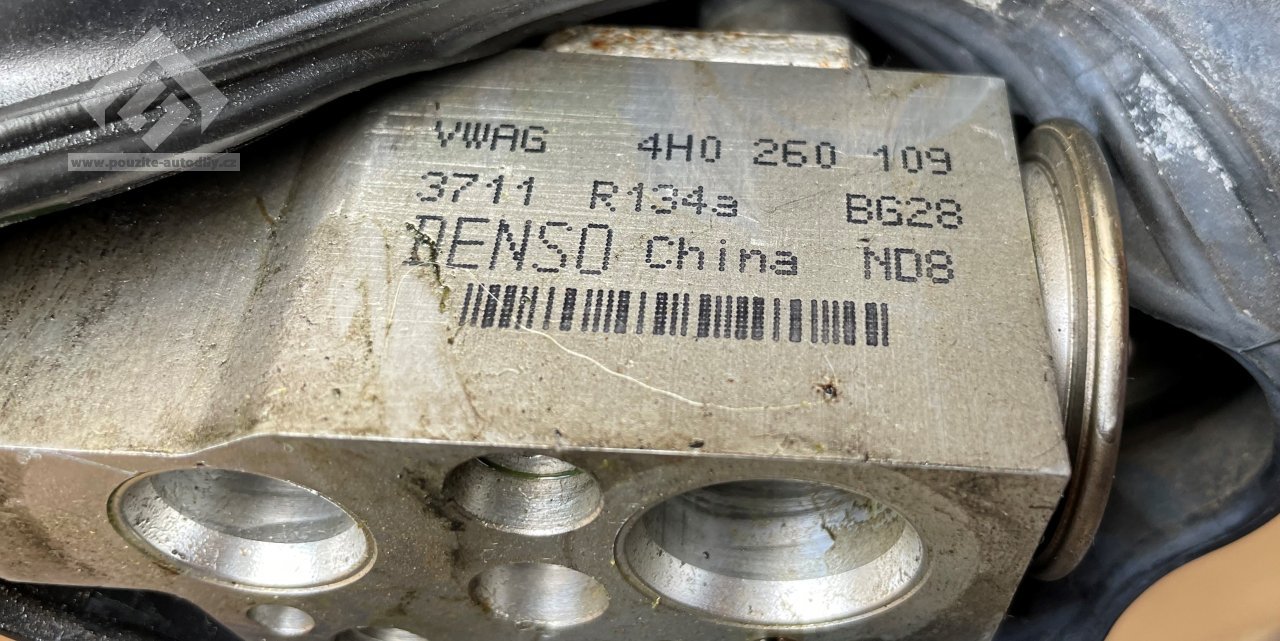 VWAG 4H0 260 109
3711 R134a BG28
DENSO China ND8
www.pouzite-autodily.cz